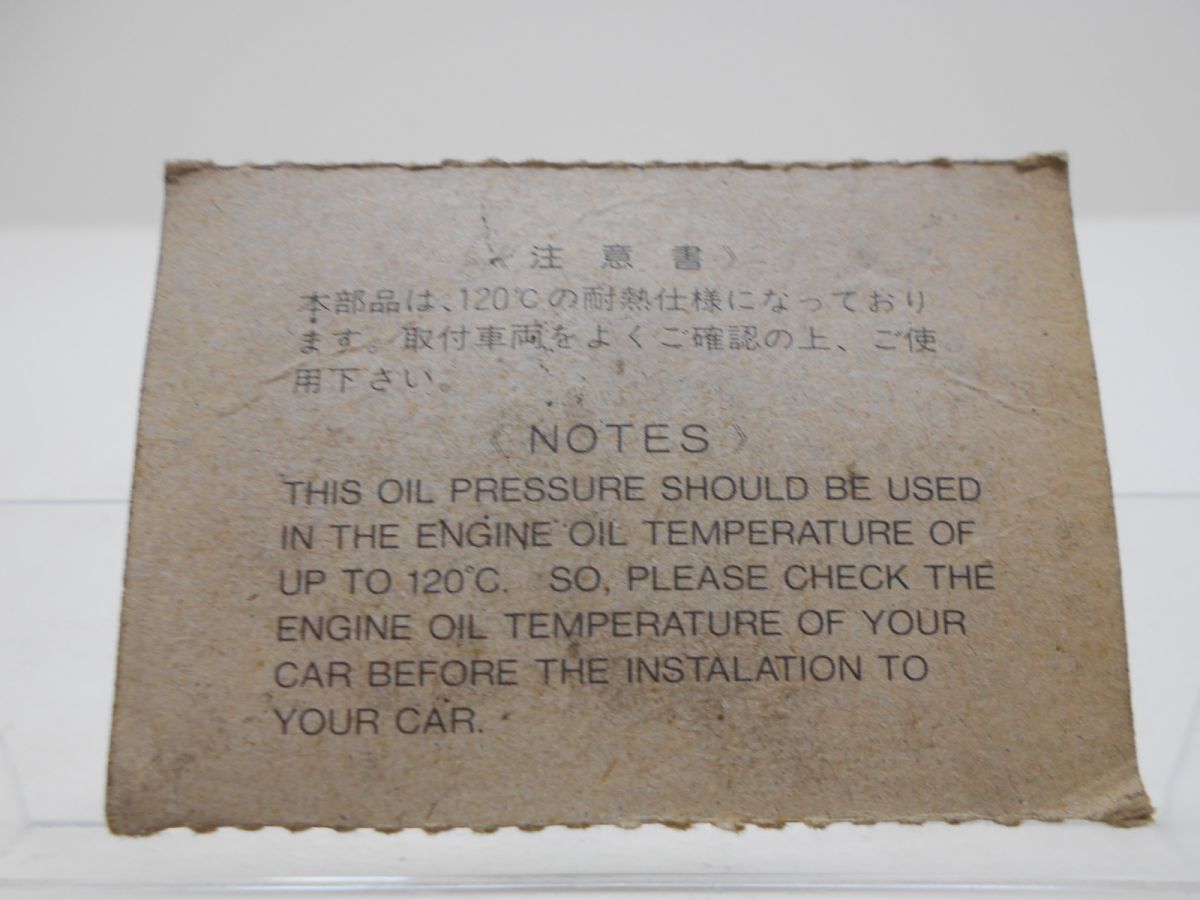 《注意書》
本部品は、120℃の耐熱仕様になっており
ます。取付車両をよくご確認の上、ご使
用下さい。
《NOTES》
THIS OIL PRESSURE SHOULD BE USED
IN THE ENGINE OIL TEMPERATURE OF
UP TO 120℃. SO, PLEASE CHECK THE
ENGINE OIL TEMPERATURE OF YOUR
CAR BEFORE THE INSTALATION TO
YOUR CAR.